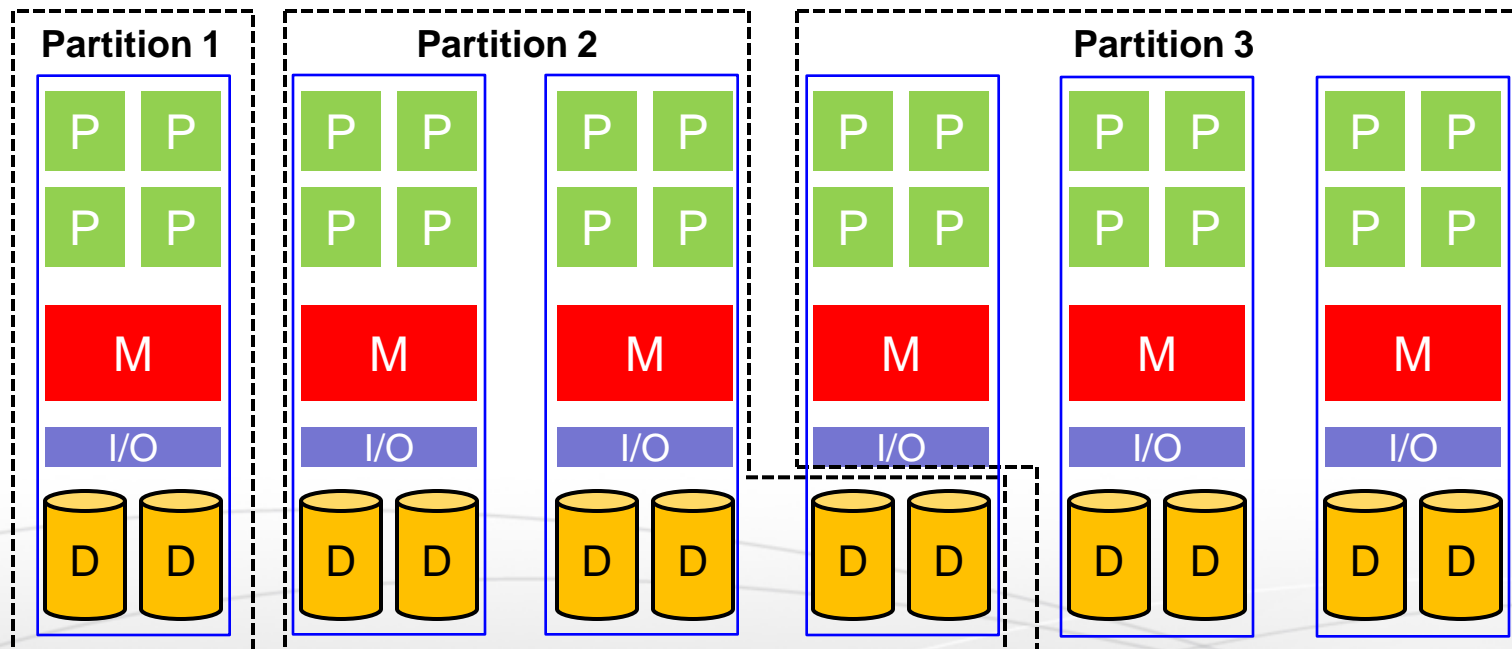 Partition 1 Partition 2 Partition 3
P P P P P P P P P P P P
P P P P P P P P P P P P
M M M M M M
I/O I/O I/O I/O I/O I/O
D D D D D D D D D D D D